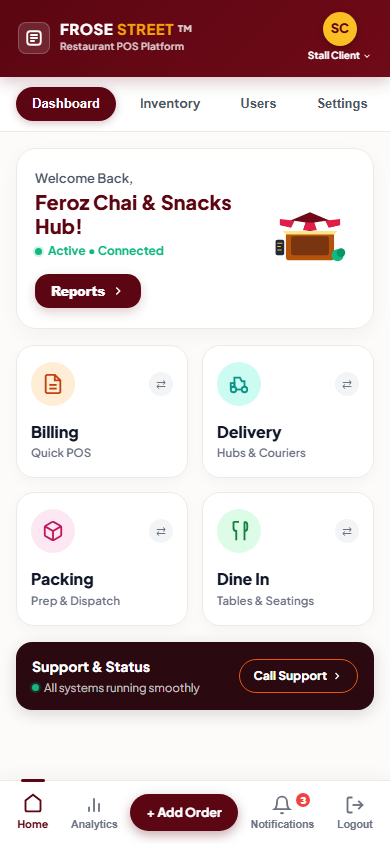 FROSE STREET ™
Restaurant POS Platform
SC
Stall Client
Dashboard
Inventory
Users
Settings
Welcome Back,
Feroz Chai & Snacks
Hub!
Active • Connected
Reports
Billing
Quick POS
Delivery
Hubs & Couriers
Packing
Prep & Dispatch
Dine In
Tables & Seatings
Support & Status
All systems running smoothly
Call Support
Home
Analytics
+ Add Order
3
Notifications
Logout